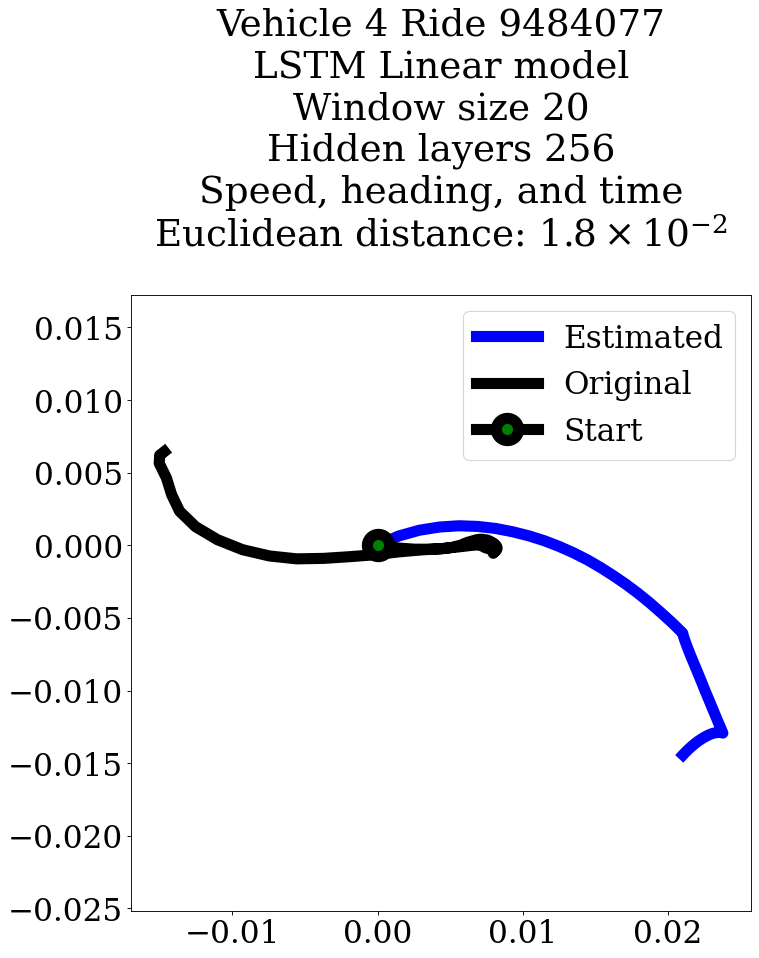 Vehicle 4 Ride 9484077
LSTM Linear model
Window size 20
Hidden layers 256
Speed, heading, and time
Euclidean distance: 1.8 × 10⁻²
Estimated
Original
Start
0.015
0.010
0.005
0.000
−0.005
−0.010
−0.015
−0.020
−0.025
−0.01 0.00 0.01 0.02